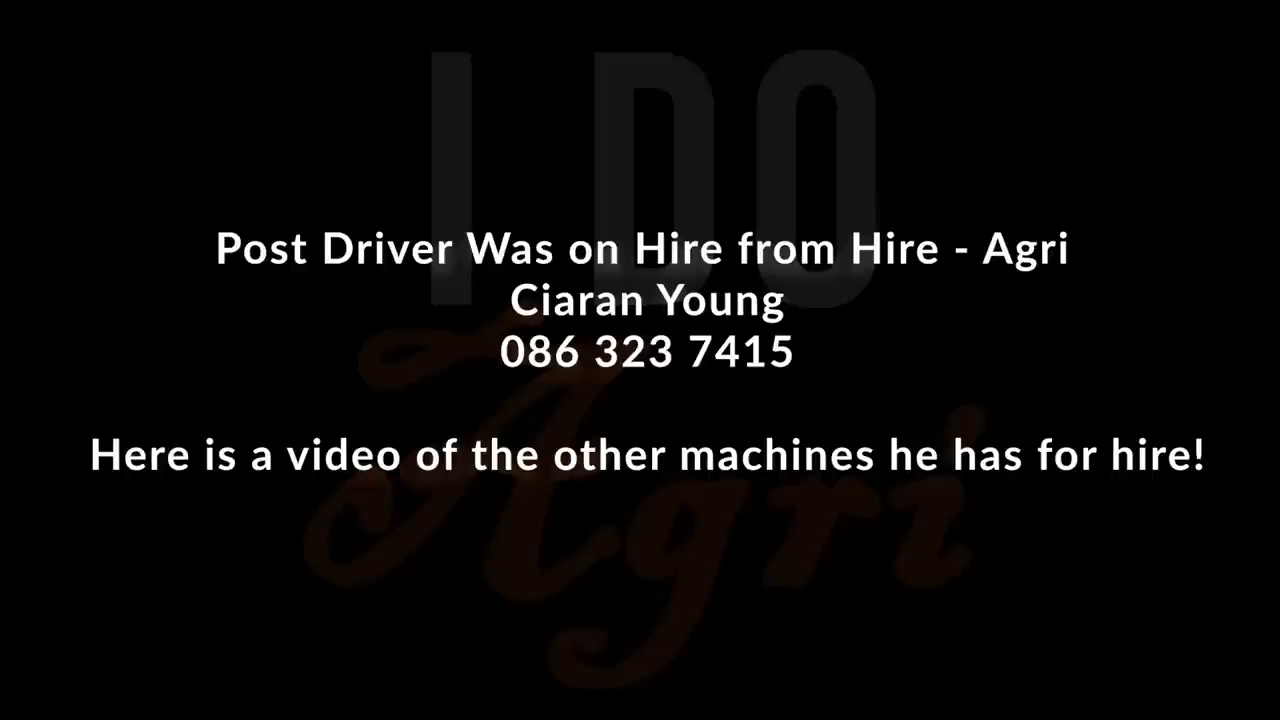 I DO
Agri
Post Driver Was on Hire from Hire - Agri
Ciaran Young
086 323 7415
Here is a video of the other machines he has for hire!